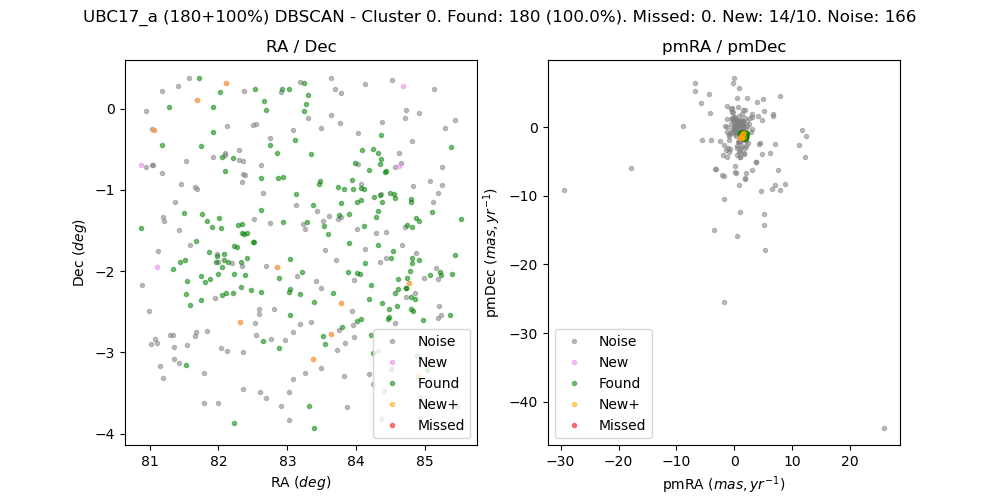 UBC17_a (180+100%) DBSCAN - Cluster 0. Found: 180 (100.0%). Missed: 0. New: 14/10. Noise: 166
RA / Dec
pmRA / pmDec
Dec (deg)
0
−1
−2
−3
−4
81 82 83 84 85
RA (deg)
Noise
New
Found
New+
Missed
pmDec (mas, yr⁻¹)
0
−10
−20
−30
−40
−30 −20 −10 0 10 20
pmRA (mas, yr⁻¹)
Noise
New
Found
New+
Missed